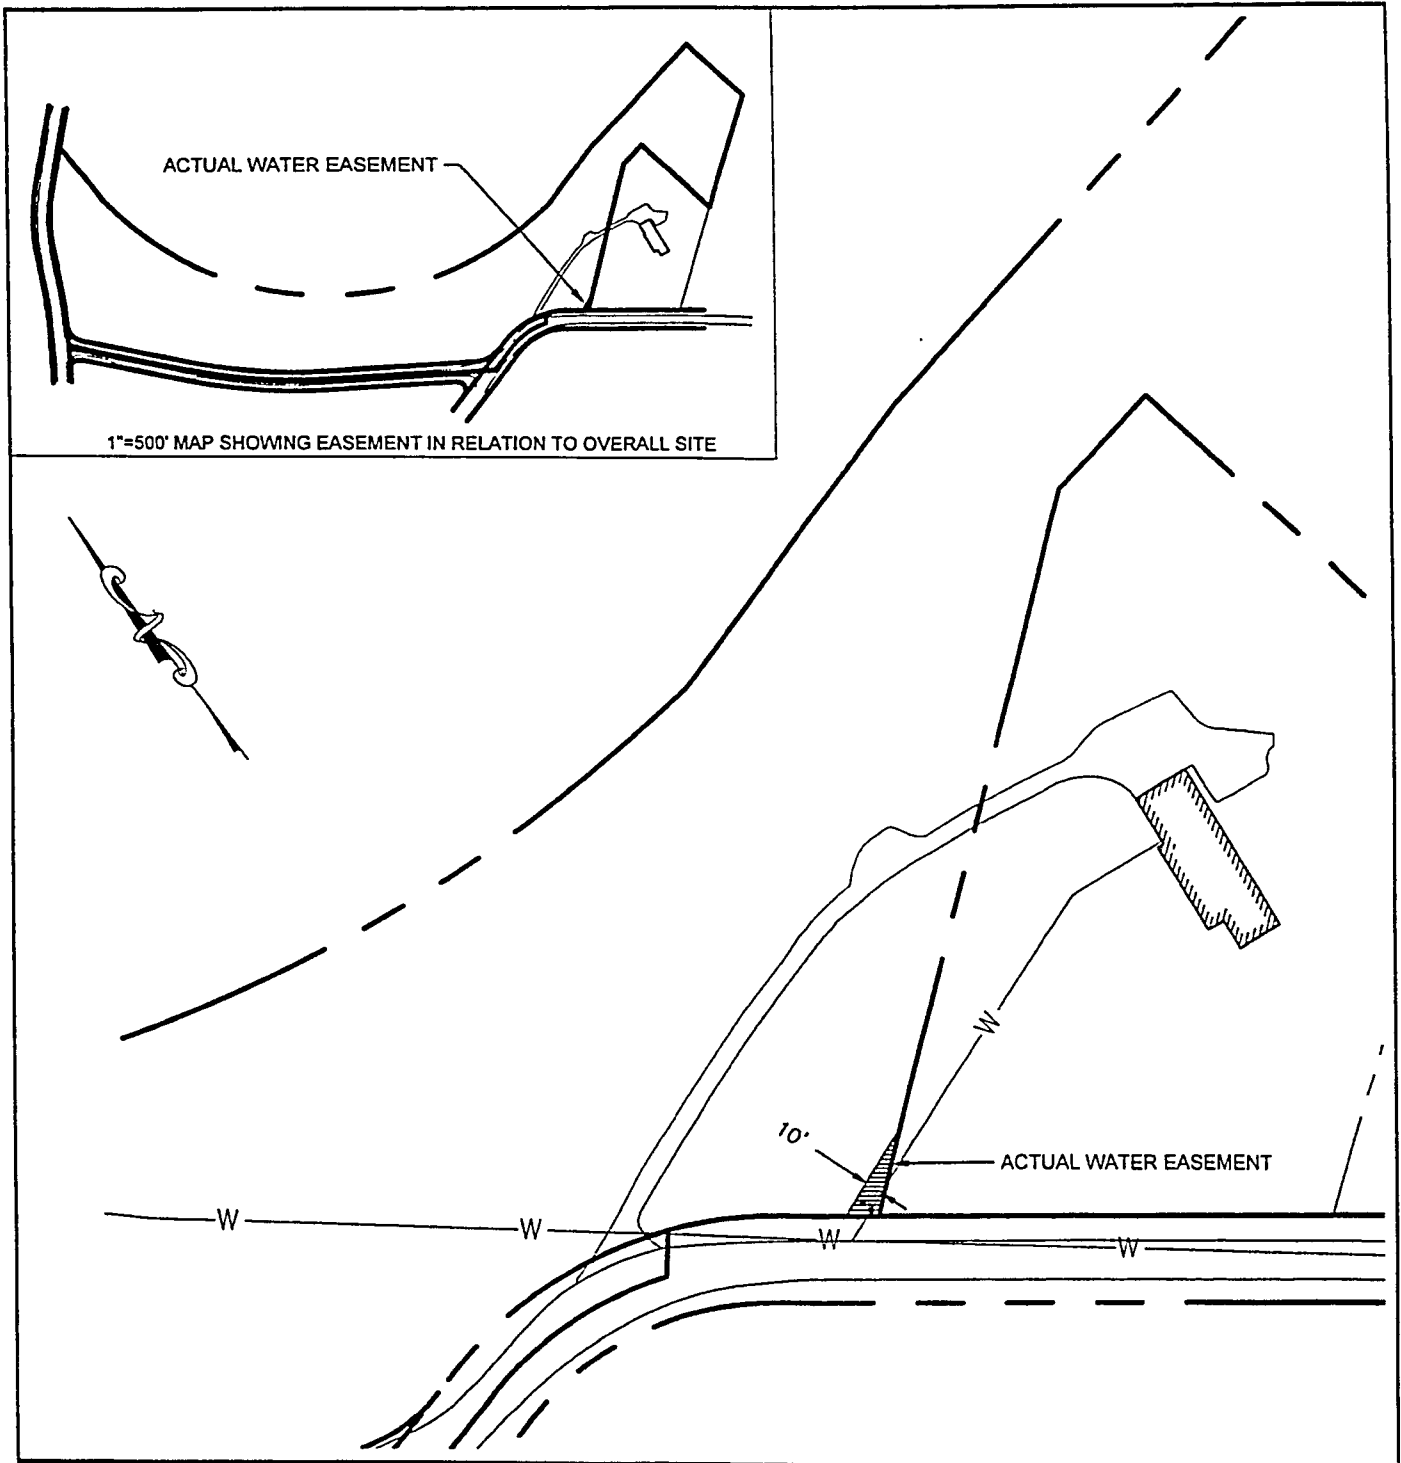 ACTUAL WATER EASEMENT
1"=500' MAP SHOWING EASEMENT IN RELATION TO OVERALL SITE
W
10'
ACTUAL WATER EASEMENT
W
W
W
W